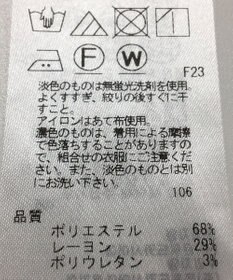 F
W
F23
淡色のものは無蛍光洗剤を使用。
よくすすぎ、絞りの後すぐに干
すこと。
アイロンはあて布使用。
濃色のものは、着用による摩擦
で色落ちすることがありますの
で、組合せの衣服にご注意くだ
さい。また、淡色のものとは別
にお洗い下さい。
106
品質
ポリエステル 68%
レーヨン 29%
ポリウレタン 3%